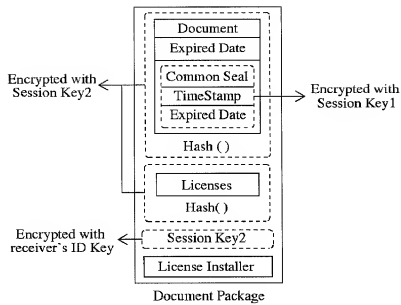 Document
Expired Date
Common Seal
TimeStamp
Expired Date
Hash ( )
Encrypted with
Session Key2
Encrypted with
Session Key1
Licenses
Hash( )
Encrypted with
receiver's ID Key
Session Key2
License Installer
Document Package